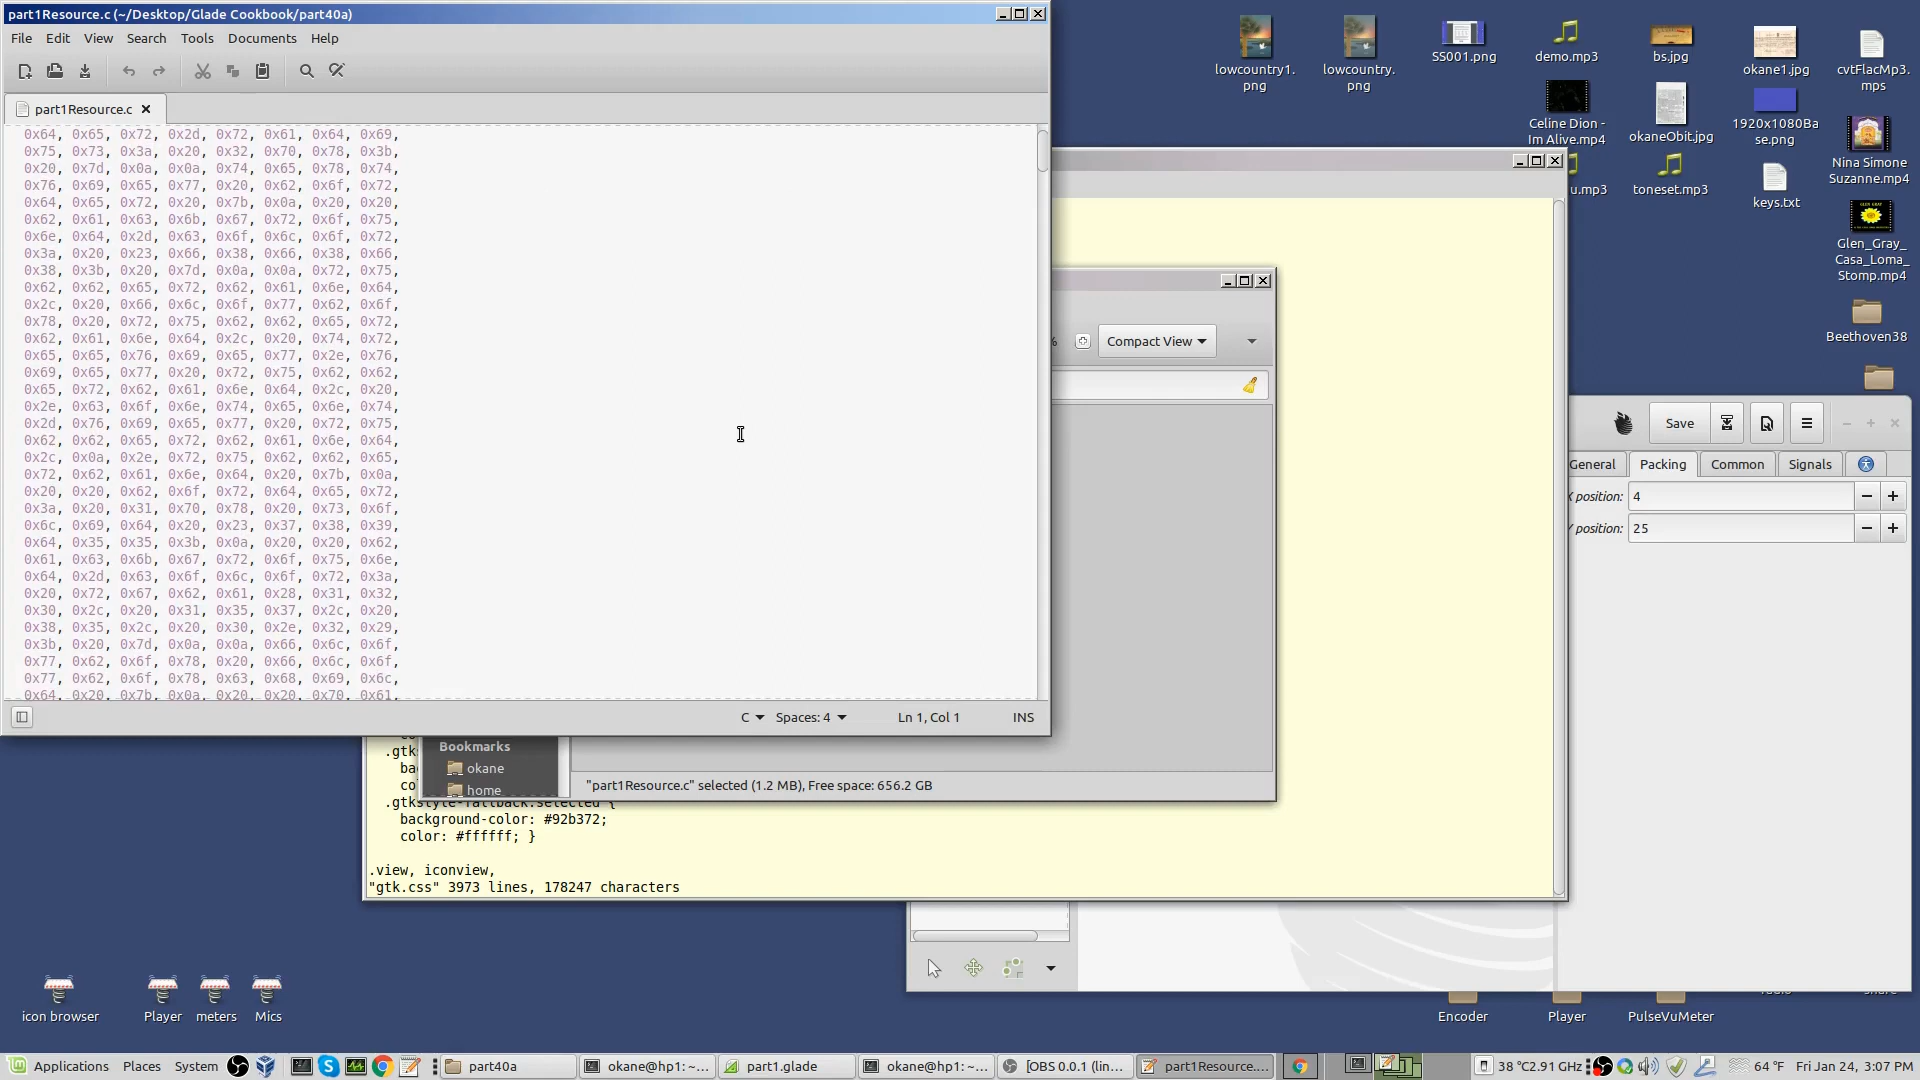 part1Resource.c (~/Desktop/Glade Cookbook/part40a)
File Edit View Search Tools Documents Help
part1Resource.c
0x64, 0x65, 0x72, 0x2d, 0x72, 0x61, 0x64, 0x69,
0x75, 0x73, 0x3a, 0x20, 0x32, 0x70, 0x78, 0x3b,
0x20, 0x7d, 0x0a, 0x0a, 0x74, 0x65, 0x78, 0x74,
0x76, 0x69, 0x65, 0x77, 0x20, 0x62, 0x6f, 0x72,
0x64, 0x65, 0x72, 0x20, 0x7b, 0x0a, 0x20, 0x20,
0x62, 0x61, 0x63, 0x6b, 0x67, 0x72, 0x6f, 0x75,
0x6e, 0x64, 0x2d, 0x63, 0x6f, 0x6c, 0x6f, 0x72,
0x3a, 0x20, 0x23, 0x66, 0x38, 0x66, 0x38, 0x66,
0x38, 0x3b, 0x20, 0x7d, 0x0a, 0x0a, 0x72, 0x75,
0x62, 0x62, 0x65, 0x72, 0x62, 0x61, 0x6e, 0x64,
0x2c, 0x20, 0x66, 0x6c, 0x6f, 0x77, 0x62, 0x6f,
0x78, 0x20, 0x72, 0x75, 0x62, 0x62, 0x65, 0x72,
0x62, 0x61, 0x6e, 0x64, 0x2c, 0x20, 0x74, 0x72,
0x65, 0x65, 0x76, 0x69, 0x65, 0x77, 0x2e, 0x76,
0x69, 0x65, 0x77, 0x20, 0x72, 0x75, 0x62, 0x62,
0x65, 0x72, 0x62, 0x61, 0x6e, 0x64, 0x2c, 0x20,
0x2e, 0x63, 0x6f, 0x6e, 0x74, 0x65, 0x6e, 0x74,
0x2d, 0x76, 0x69, 0x65, 0x77, 0x20, 0x72, 0x75,
0x62, 0x62, 0x65, 0x72, 0x62, 0x61, 0x6e, 0x64,
0x2c, 0x0a, 0x2e, 0x72, 0x75, 0x62, 0x62, 0x65,
0x72, 0x62, 0x61, 0x6e, 0x64, 0x20, 0x7b, 0x0a,
0x20, 0x20, 0x62, 0x6f, 0x72, 0x64, 0x65, 0x72,
0x3a, 0x20, 0x31, 0x70, 0x78, 0x20, 0x73, 0x6f,
0x6c, 0x69, 0x64, 0x20, 0x23, 0x37, 0x38, 0x39,
0x64, 0x35, 0x35, 0x3b, 0x0a, 0x20, 0x20, 0x62,
0x61, 0x63, 0x6b, 0x67, 0x72, 0x6f, 0x75, 0x6e,
0x64, 0x2d, 0x63, 0x6f, 0x6c, 0x6f, 0x72, 0x3a,
0x20, 0x72, 0x67, 0x62, 0x61, 0x28, 0x31, 0x32,
0x30, 0x2c, 0x20, 0x31, 0x35, 0x37, 0x2c, 0x20,
0x38, 0x35, 0x2c, 0x20, 0x30, 0x2e, 0x32, 0x29,
0x3b, 0x20, 0x7d, 0x0a, 0x0a, 0x66, 0x6c, 0x6f,
0x77, 0x62, 0x6f, 0x78, 0x20, 0x66, 0x6c, 0x6f,
0x77, 0x62, 0x6f, 0x78, 0x63, 0x68, 0x69, 0x6c,
0x64, 0x20, 0x7b, 0x0a, 0x20, 0x20, 0x70, 0x61,
C Spaces: 4 Ln 1, Col 1 INS
lowcountry1.
png
lowcountry.
png
SS001.png
demo.mp3
bs.jpg
okane1.jpg
cvtFlacMp3.
mps
Celine Dion -
Im Alive.mp4
okaneObit.jpg
1920x1080Ba
se.png
Nina Simone
Suzanne.mp4
u.mp3
toneset.mp3
keys.txt
Glen_Gray_
Casa_Loma_
Stomp.mp4
Beethoven38
% Compact View
Save
General Packing Common Signals
X position: 4
Y position: 25
Bookmarks
okane
home
"part1Resource.c" selected (1.2 MB), Free space: 656.2 GB
.gtk
ba
co
.gtkstyle-fallback.selected {
background-color: #92b372;
color: #ffffff; }
.view, iconview,
"gtk.css" 3973 lines, 178247 characters
icon browser
Player
meters
Mics
Encoder
Player
PulseVuMeter
Applications Places System part40a okane@hp1: ~... part1.glade okane@hp1: ~... [OBS 0.0.1 (lin... part1Resource.... 38 °C 2.91 GHz 64 °F Fri Jan 24, 3:07 PM